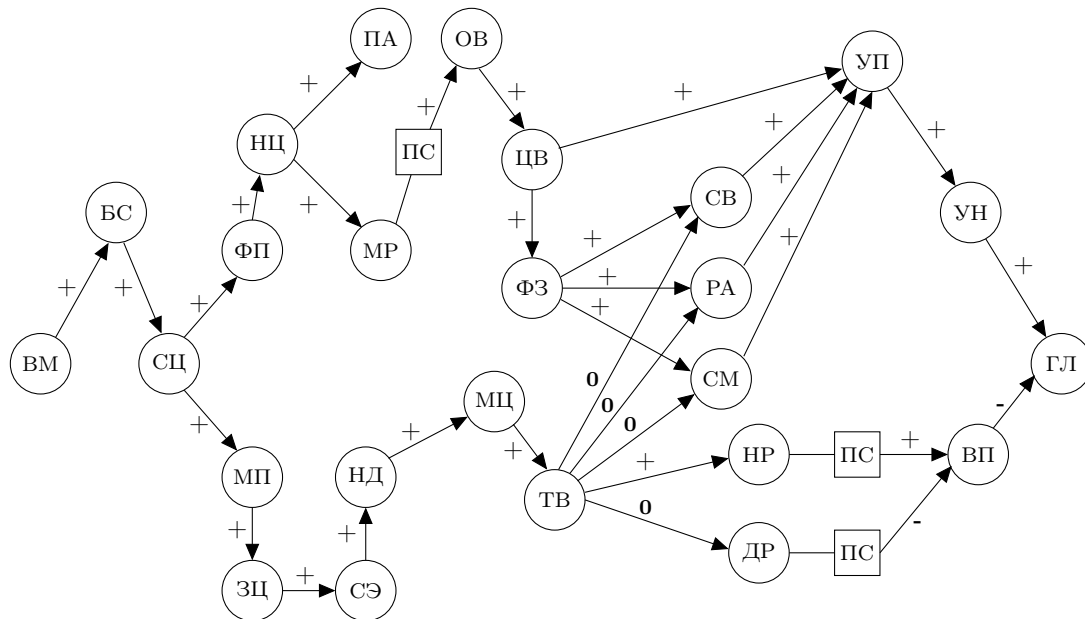 ПА
ОВ
УП
+
+
+
+
+
+
+
НЦ
ПС
ЦВ
+
+
СВ
БС
+
+
+
УН
ФП
МР
+
+
+
+
+
ФЗ
+
РА
+
+
ВМ
СЦ
ГЛ
0
СМ
МЦ
0
-
+
+
0
+
+
НР
ПС
+
ВП
МП
НД
+
ТВ
0
-
+
+
ДР
ПС
ЗЦ
+
СЭ